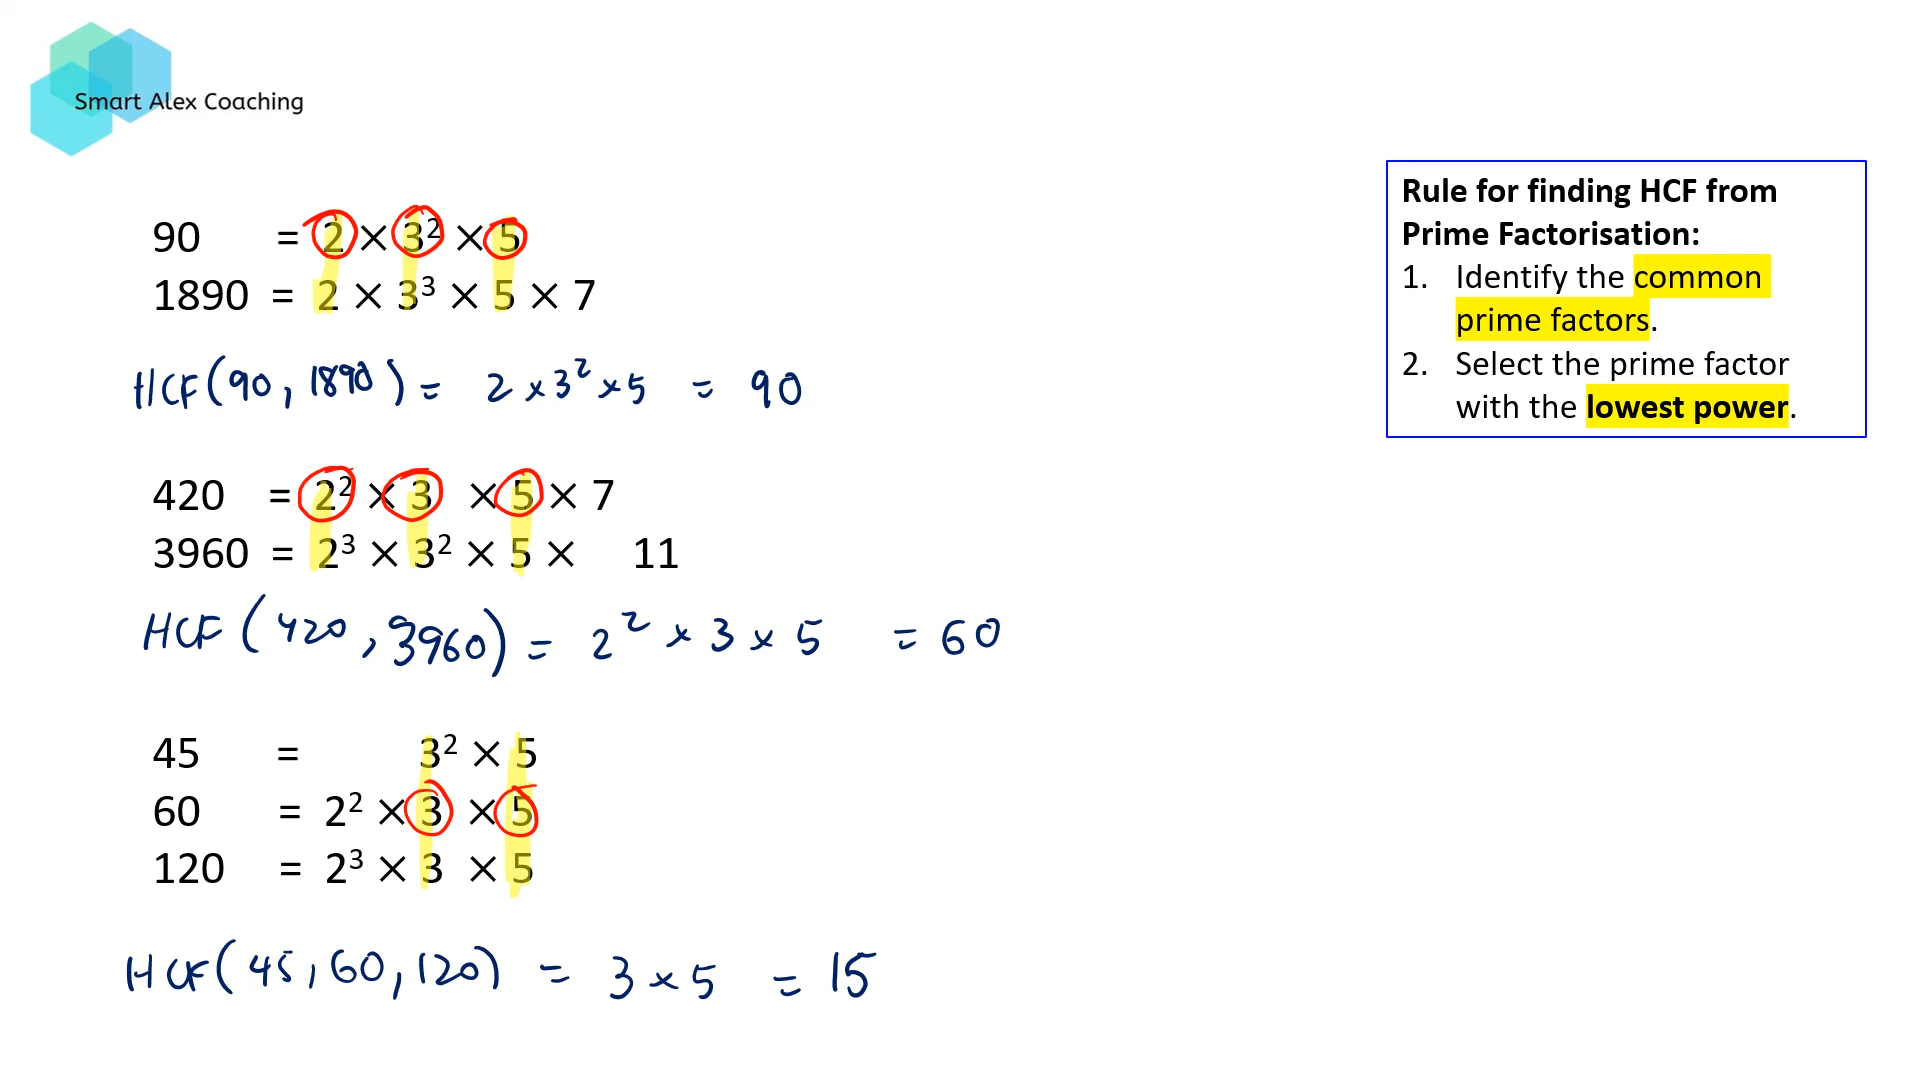 Smart Alex Coaching
90 = 2 × 3² × 5
1890 = 2 × 3³ × 5 × 7
HCF(90, 1890) = 2 × 3² × 5 = 90
420 = 2² × 3 × 5 × 7
3960 = 2³ × 3² × 5 × 11
HCF(420, 3960) = 2² × 3 × 5 = 60
45 = 3² × 5
60 = 2² × 3 × 5
120 = 2³ × 3 × 5
HCF(45, 60, 120) = 3 × 5 = 15
Rule for finding HCF from
Prime Factorisation:
1. Identify the common
prime factors.
2. Select the prime factor
with the lowest power.